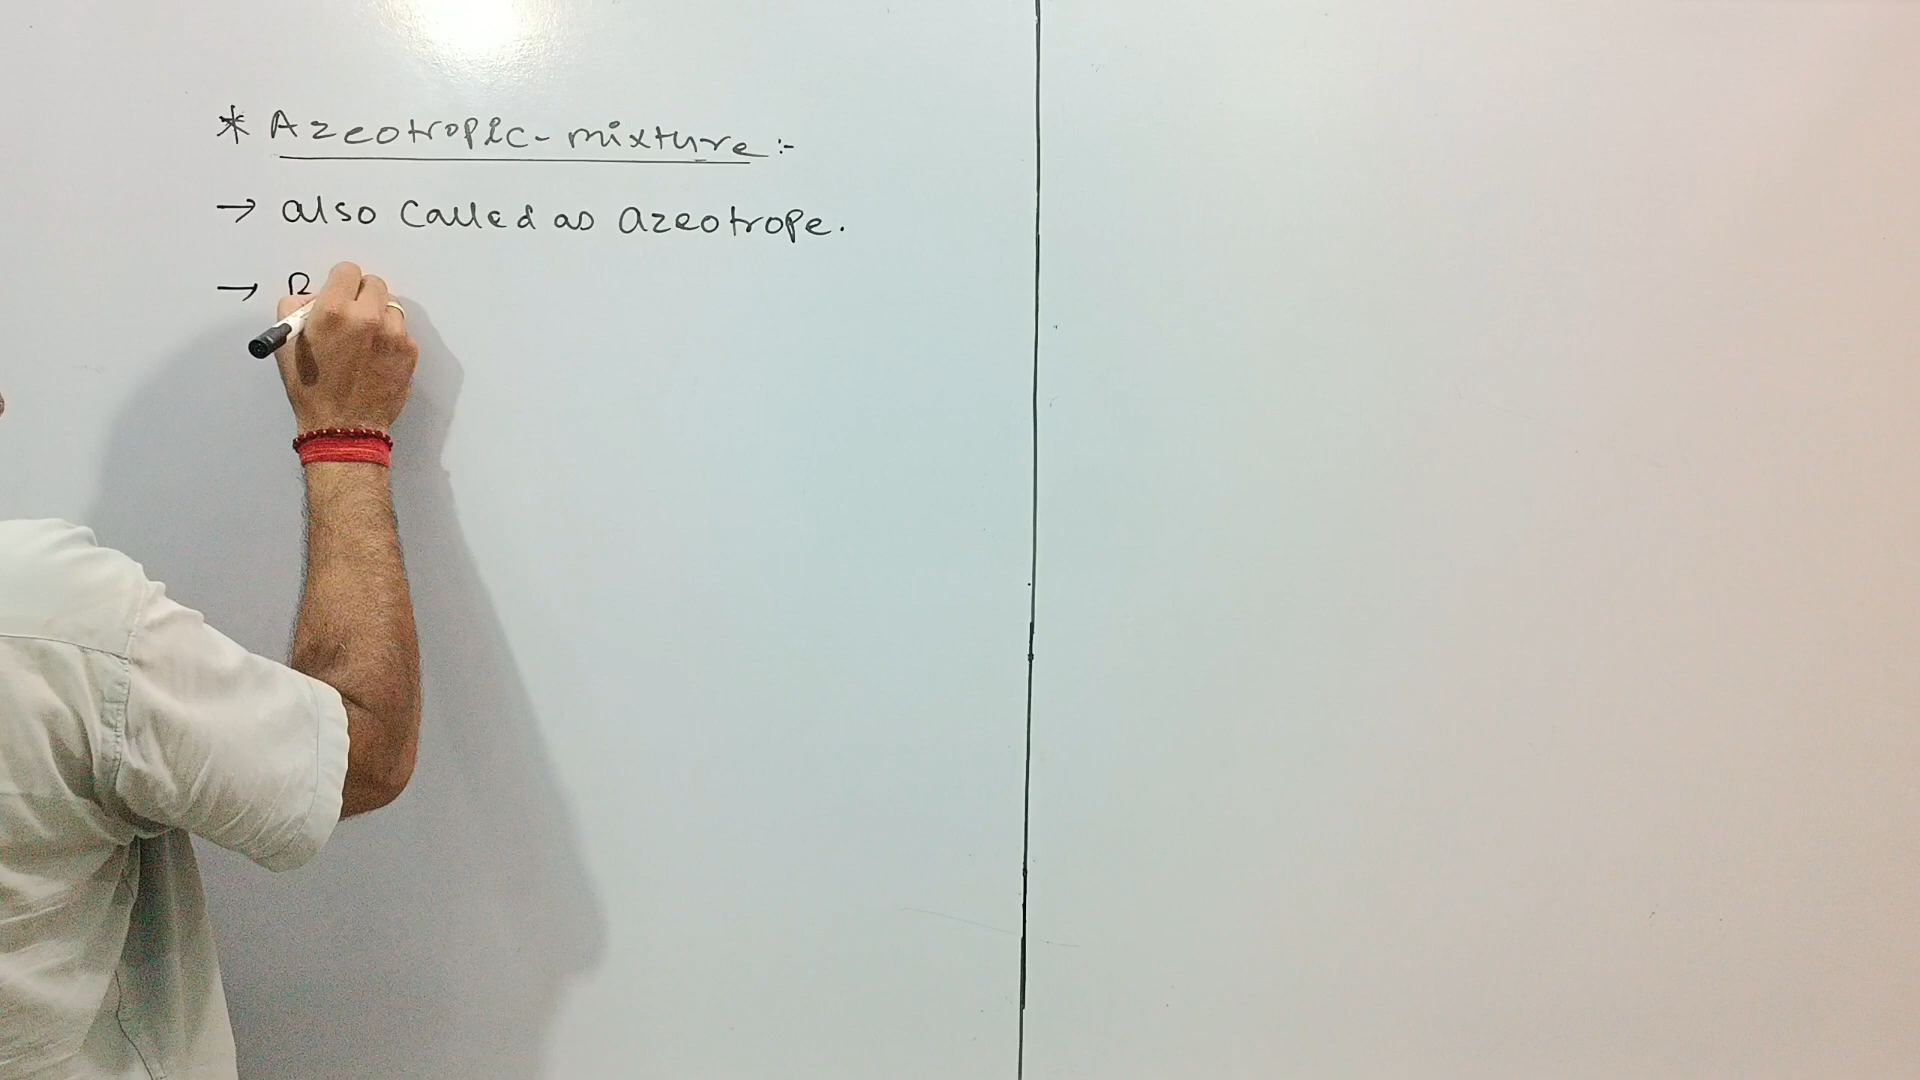 * Azeotropic-mixture :-
→ also Called as azeotrope.
→